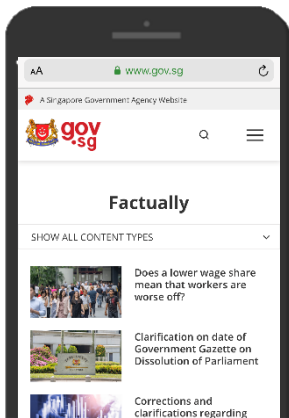 AA
www.gov.sg
A Singapore Government Agency Website
gov
.sg
Factually
SHOW ALL CONTENT TYPES
Does a lower wage share
mean that workers are
worse off?
Clarification on date of
Government Gazette on
Dissolution of Parliament
Corrections and
clarifications regarding